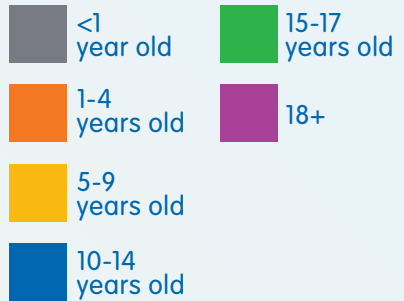 <1
year old
1-4
years old
5-9
years old
10-14
years old
15-17
years old
18+